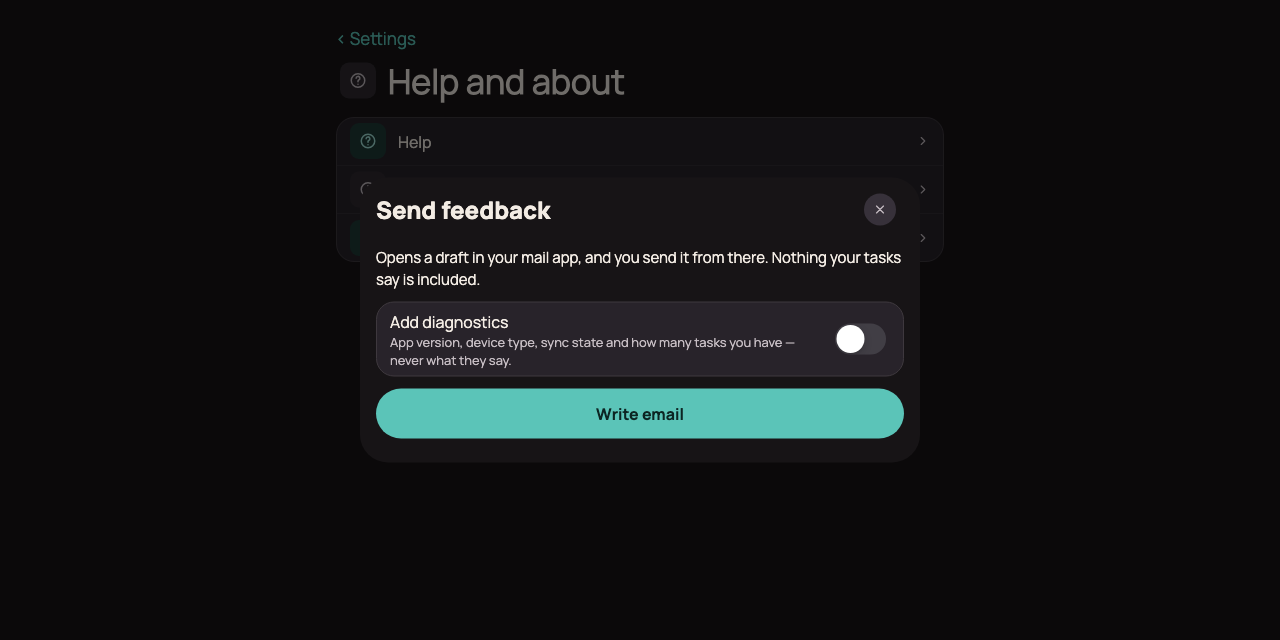 Settings
Help and about
Help
Send feedback
Opens a draft in your mail app, and you send it from there. Nothing your tasks
say is included.
Add diagnostics
App version, device type, sync state and how many tasks you have —
never what they say.
Write email